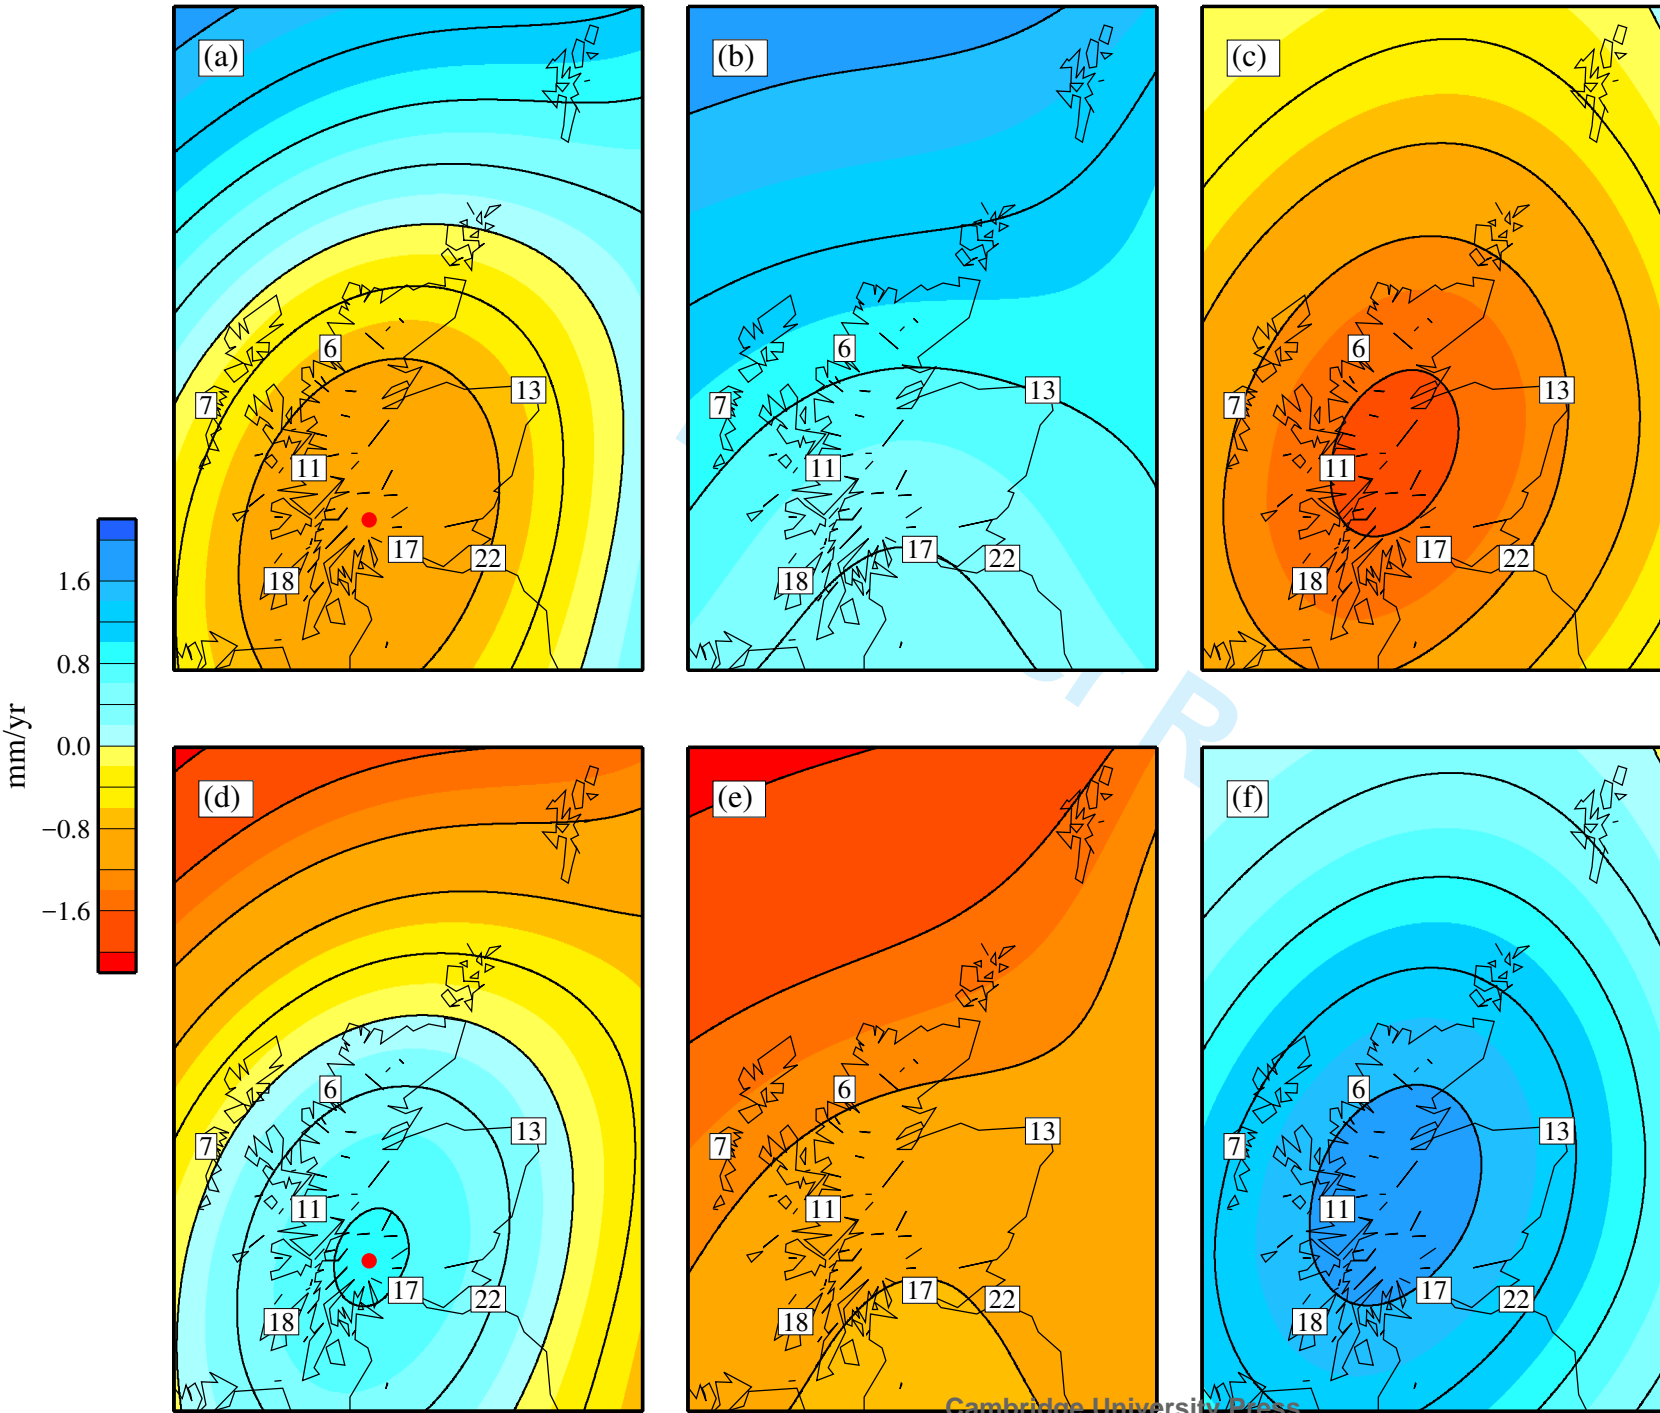 (a) (b) (c)
6 6 6
7 13 7 13 7 13
11 11 11
17 17 17
18 22 18 22 18 22
1.6
0.8
0.0
−0.8
−1.6
mm/yr
(d) (e) (f)
6 6 6
7 13 7 13 7 13
11 11 11
17 17 17
18 22 18 22 18 22
Cambridge University Press